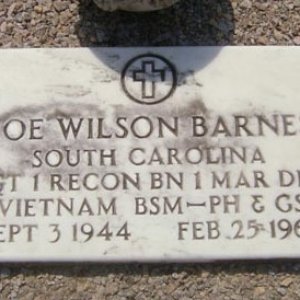 OE WILSON BARNE
SOUTH CAROLINA
GT 1 RECON BN 1 MAR DI
VIETNAM BSM-PH & GS
EPT 3 1944 FEB 25 196